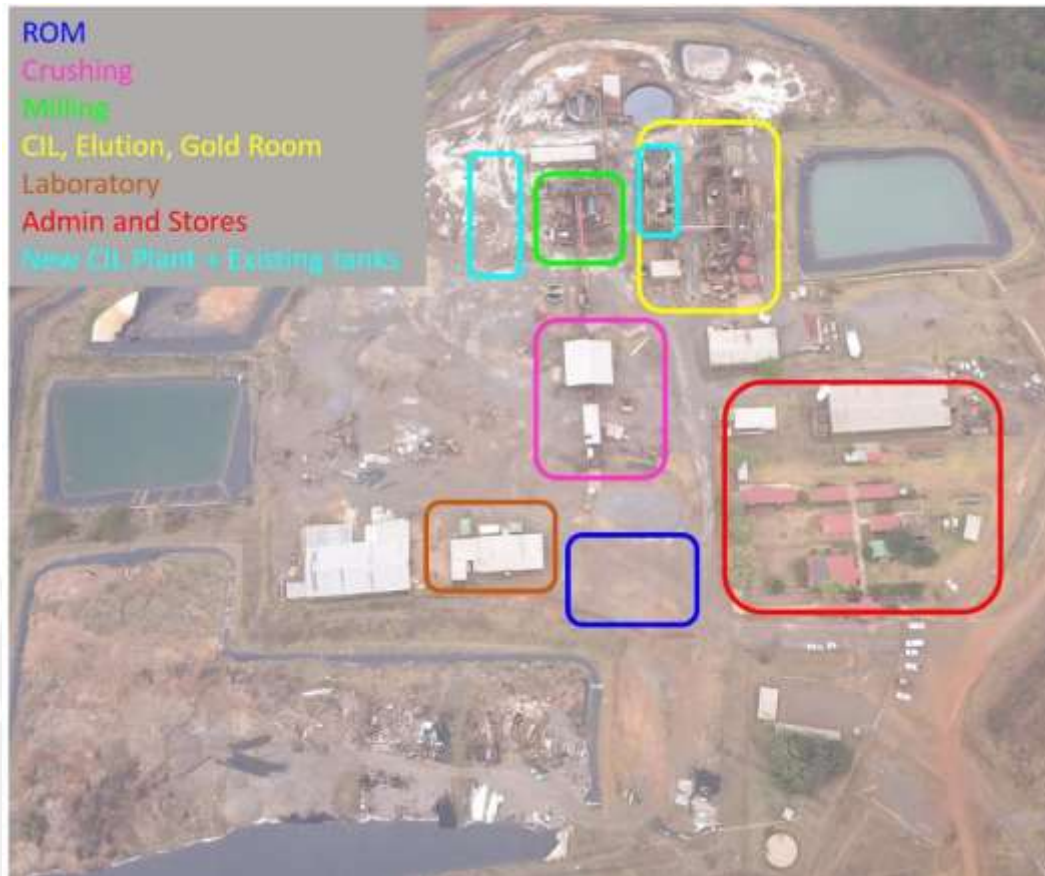 ROM
Crushing
Milling
CIL, Elution, Gold Room
Laboratory
Admin and Stores
New CIL Plant + Existing tanks